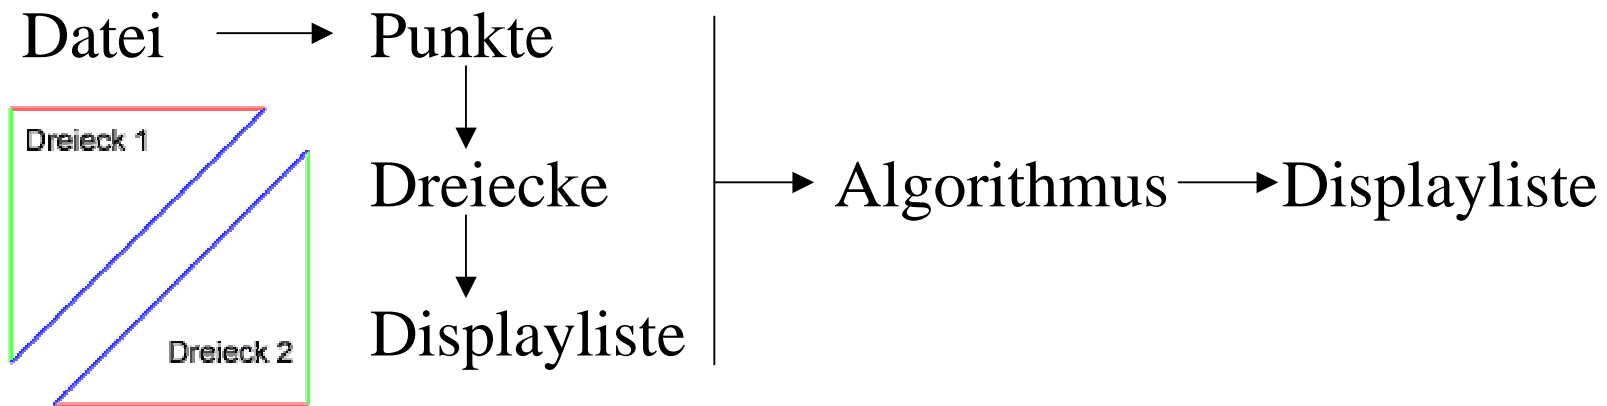 Datei
Punkte
Dreieck 1
Dreiecke
Algorithmus
Displayliste
Displayliste
Dreieck 2